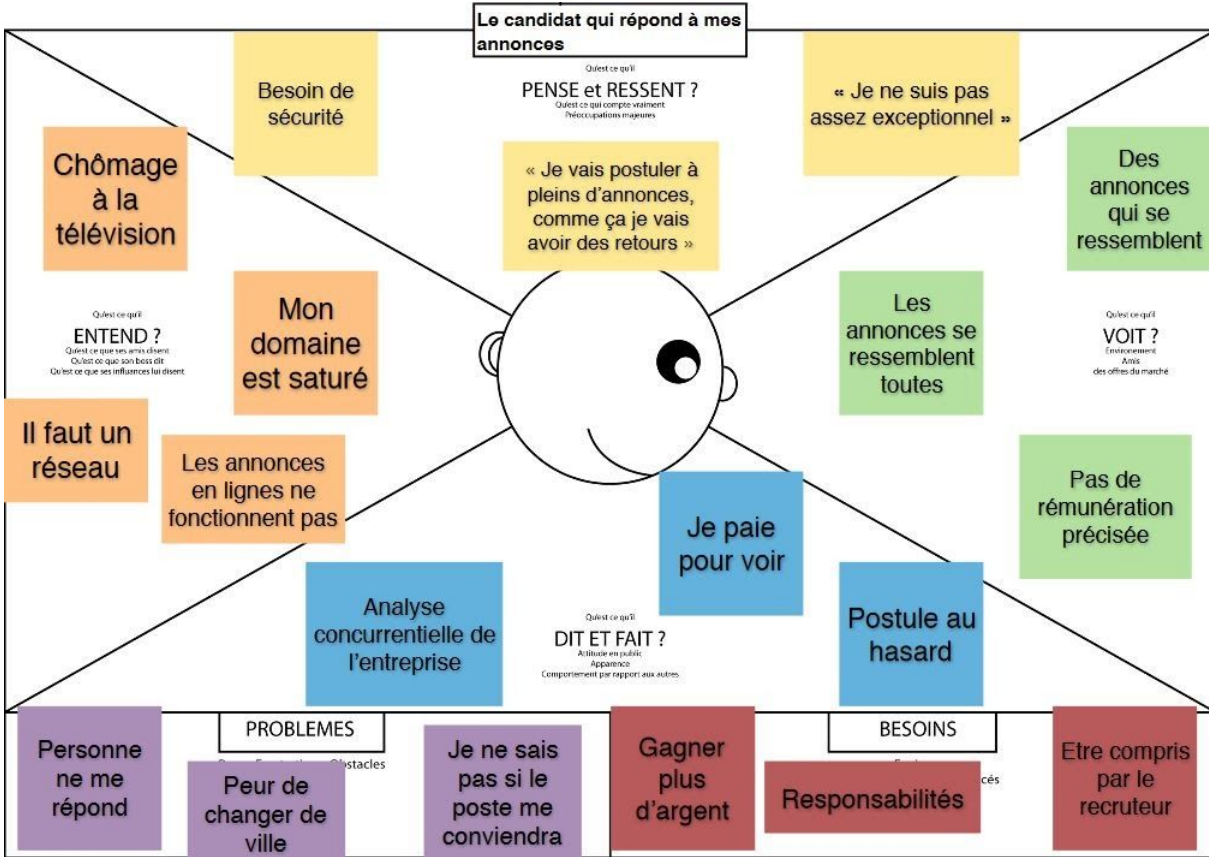 Le candidat qui répond à mes
annonces
Qu'est ce qu'il
PENSE et RESSENT ?
Qu'est ce qui compte vraiment
Préoccupations majeures
Besoin de
sécurité
« Je vais postuler à
pleins d'annonces,
comme ça je vais
avoir des retours »
« Je ne suis pas
assez exceptionnel »
Chômage
à la
télévision
Mon
domaine
est saturé
Qu'est ce qu'il
ENTEND ?
Qu'est ce que ses amis disent
Qu'est ce que son boss dit
Qu'est ce que ses influences lui disent
Il faut un
réseau
Les annonces
en lignes ne
fonctionnent pas
Des
annonces
qui se
ressemblent
Les
annonces se
ressemblent
toutes
Qu'est ce qu'il
VOIT ?
Environement
Amis
des offres du marché
Pas de
rémunération
précisée
Je paie
pour voir
Analyse
concurrentielle de
l'entreprise
Qu'est ce qu'il
DIT ET FAIT ?
Attitude en public
Apparence
Comportement par rapport aux autres
Postule au
hasard
PROBLEMES
Obstacles
Personne
ne me
répond
Peur de
changer de
ville
Je ne sais
pas si le
poste me
conviendra
BESOINS
Gagner
plus
d'argent
Responsabilités
Etre compris
par le
recruteur